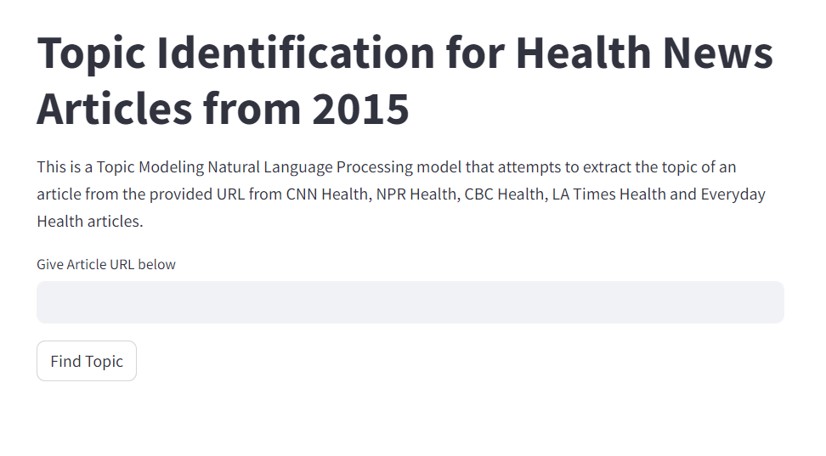 Topic Identification for Health News
Articles from 2015
This is a Topic Modeling Natural Language Processing model that attempts to extract the topic of an
article from the provided URL from CNN Health, NPR Health, CBC Health, LA Times Health and Everyday
Health articles.
Give Article URL below
Find Topic